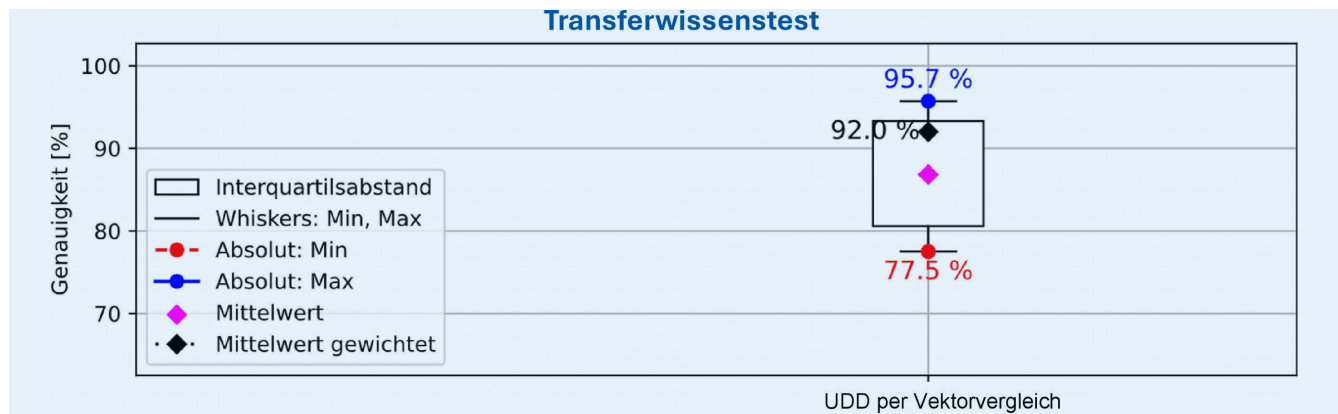 Transferwissenstest
Genauigkeit [%]
100
90
80
70
95.7 %
92.0 %
77.5 %
Interquartilsabstand
Whiskers: Min, Max
Absolut: Min
Absolut: Max
Mittelwert
Mittelwert gewichtet
UDD per Vektorvergleich